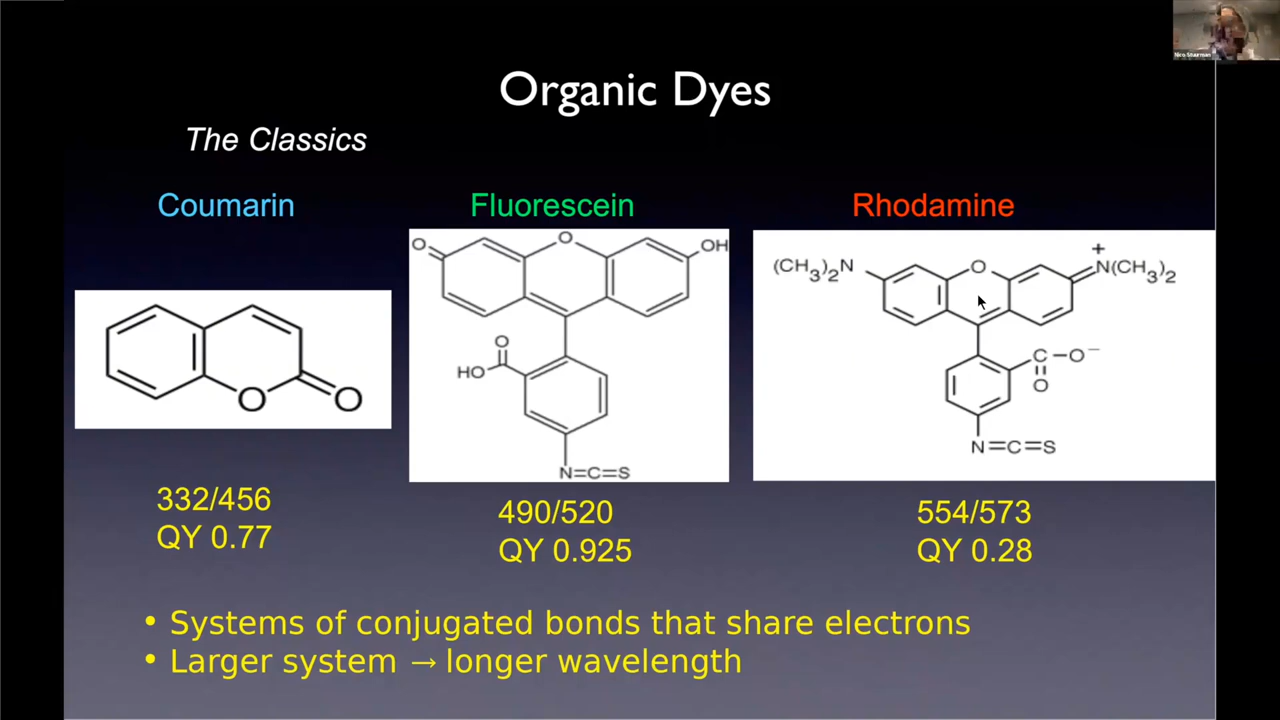 Nico Stuurman
Organic Dyes
The Classics
Coumarin
Fluorescein
Rhodamine
O
O
O
O
OH
O
HO
N=C=S
(CH3)2N
O
+
N(CH3)2
C-O−
O
N=C=S
332/456
QY 0.77
490/520
QY 0.925
554/573
QY 0.28
• Systems of conjugated bonds that share electrons
• Larger system → longer wavelength